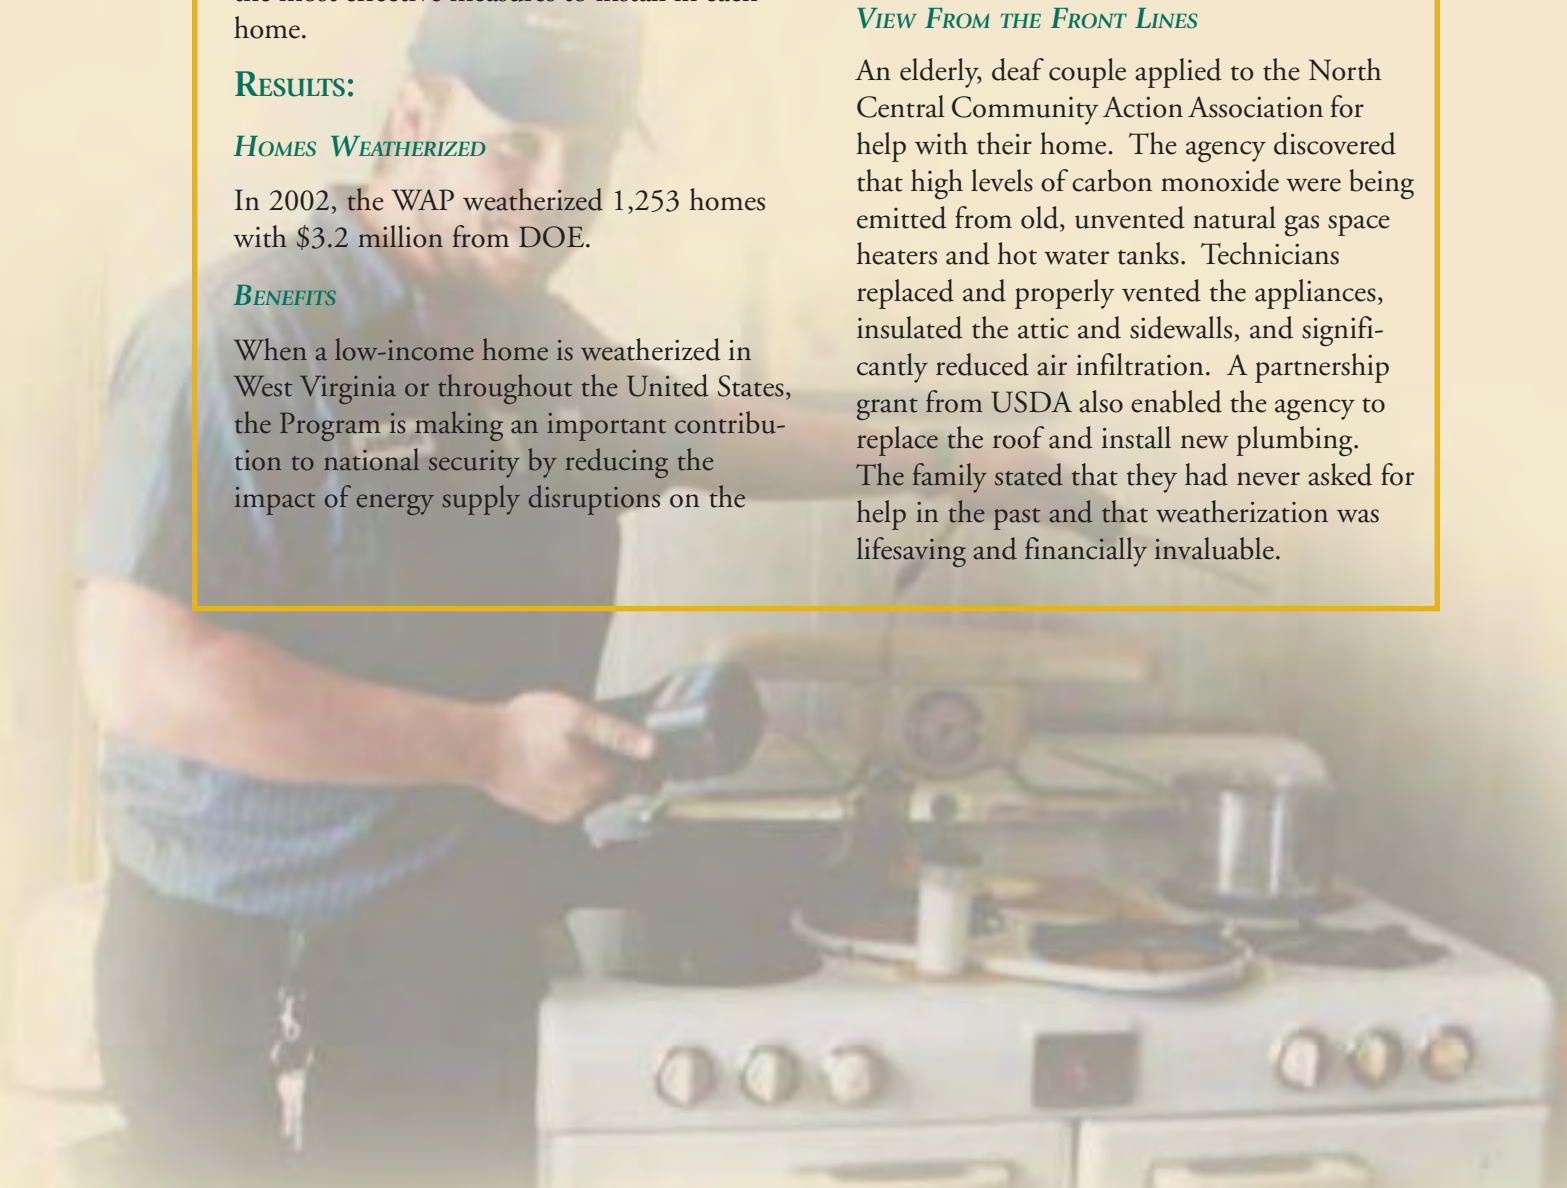 the most effective measures to install in each
home.
RESULTS:
HOMES WEATHERIZED
In 2002, the WAP weatherized 1,253 homes
with $3.2 million from DOE.
BENEFITS
When a low-income home is weatherized in
West Virginia or throughout the United States,
the Program is making an important contribu-
tion to national security by reducing the
impact of energy supply disruptions on the
VIEW FROM THE FRONT LINES
An elderly, deaf couple applied to the North
Central Community Action Association for
help with their home.  The agency discovered
that high levels of carbon monoxide were being
emitted from old, unvented natural gas space
heaters and hot water tanks.  Technicians
replaced and properly vented the appliances,
insulated the attic and sidewalls, and signifi-
cantly reduced air infiltration.  A partnership
grant from USDA also enabled the agency to
replace the roof and install new plumbing.
The family stated that they had never asked for
help in the past and that weatherization was
lifesaving and financially invaluable.